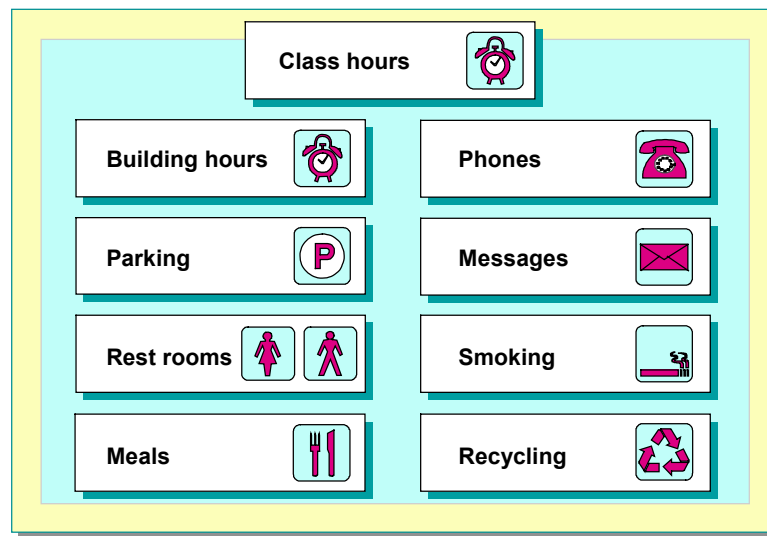 Class hours
Building hours
Phones
Parking
P
Messages
Rest rooms
Smoking
Meals
Recycling